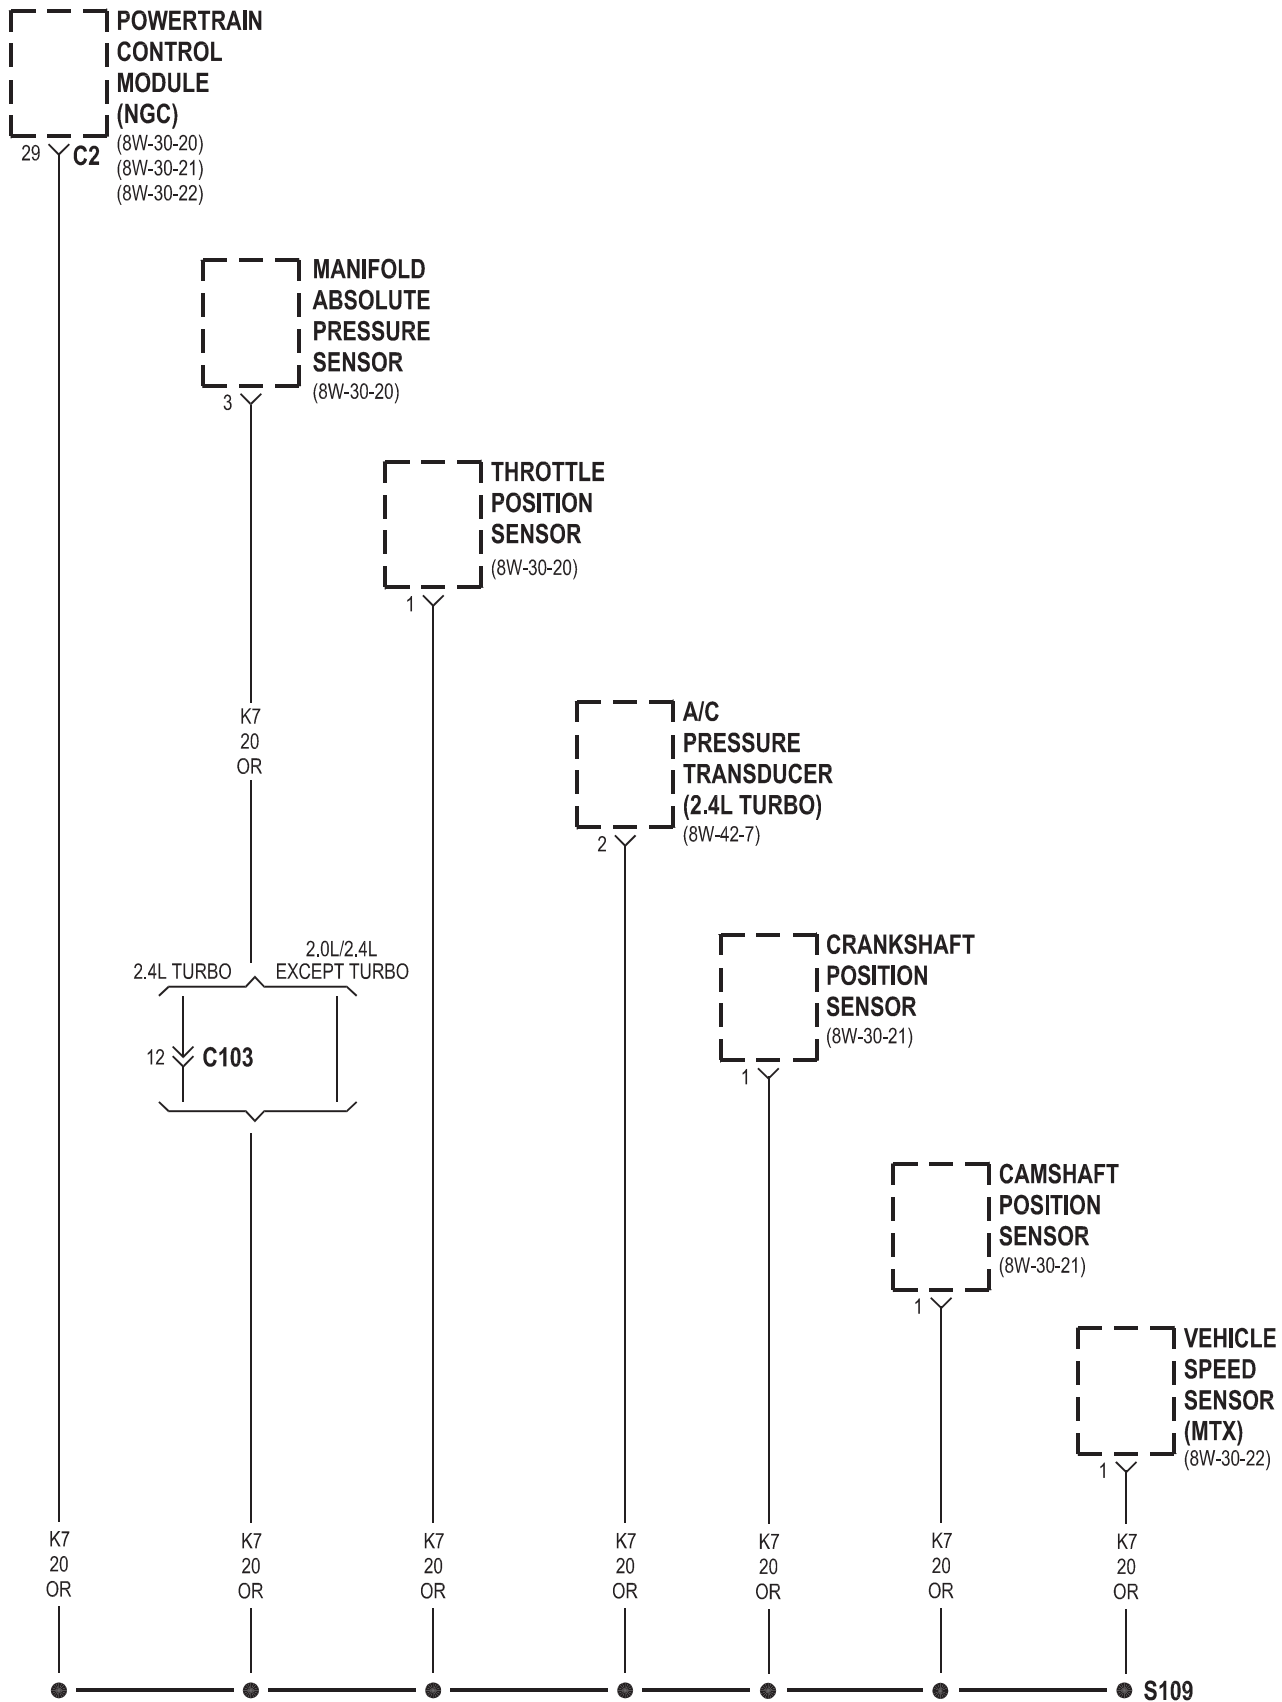 POWERTRAIN
CONTROL
MODULE
(NGC)
(8W-30-20)
(8W-30-21)
(8W-30-22)
29
C2
MANIFOLD
ABSOLUTE
PRESSURE
SENSOR
(8W-30-20)
3
THROTTLE
POSITION
SENSOR
(8W-30-20)
1
K7
20
OR
A/C
PRESSURE
TRANSDUCER
(2.4L TURBO)
(8W-42-7)
2
2.4L TURBO
2.0L/2.4L
EXCEPT TURBO
12
C103
CRANKSHAFT
POSITION
SENSOR
(8W-30-21)
1
CAMSHAFT
POSITION
SENSOR
(8W-30-21)
1
VEHICLE
SPEED
SENSOR
(MTX)
(8W-30-22)
1
K7
20
OR
K7
20
OR
K7
20
OR
K7
20
OR
K7
20
OR
K7
20
OR
K7
20
OR
S109